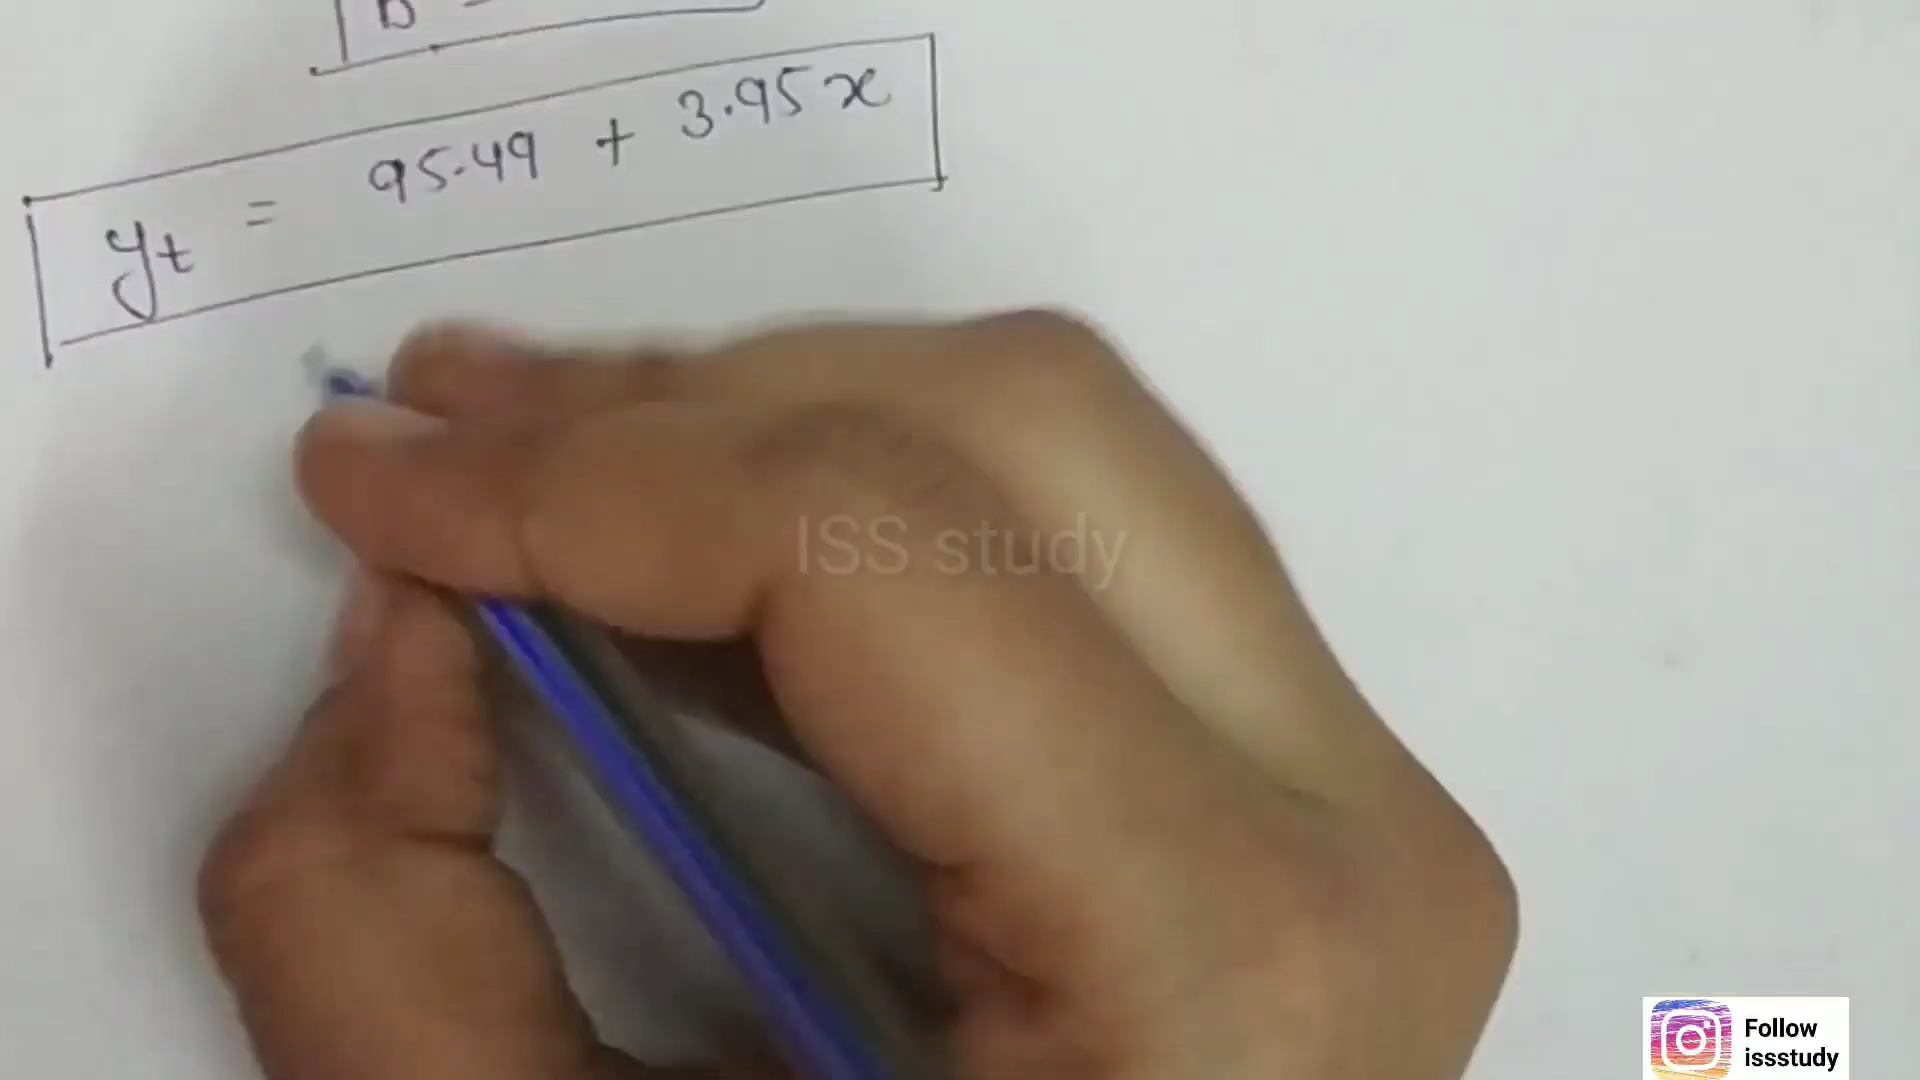 b =
yt = 95.49 + 3.95x
ISS study
Follow
issstudy